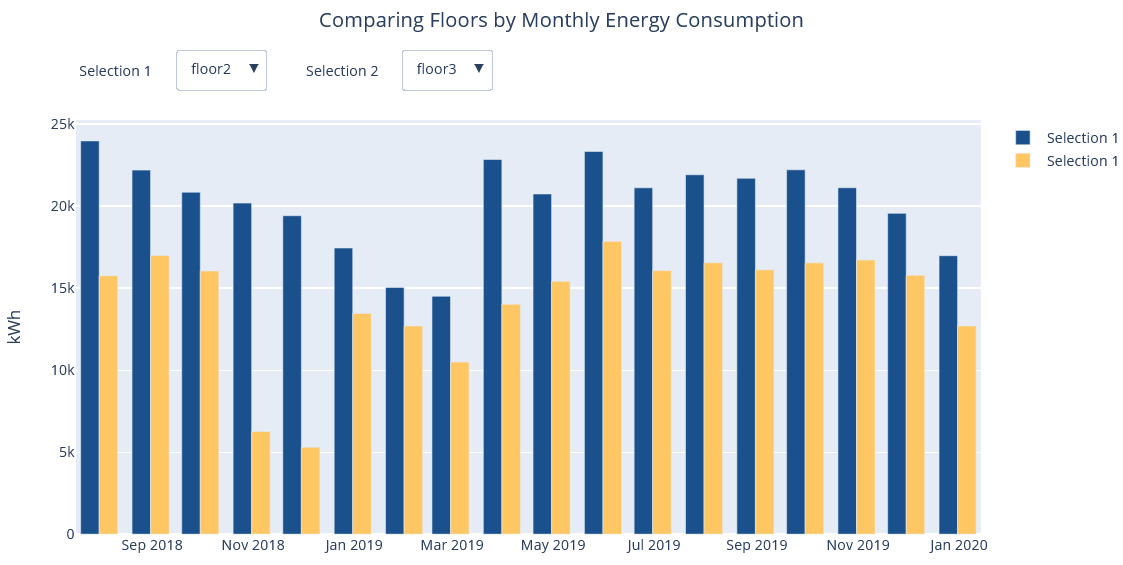 Comparing Floors by Monthly Energy Consumption
Selection 1 floor2 ▼ Selection 2 floor3 ▼
25k
20k
15k
10k
5k
0
kWh
Sep 2018 Nov 2018 Jan 2019 Mar 2019 May 2019 Jul 2019 Sep 2019 Nov 2019 Jan 2020
Selection 1
Selection 1